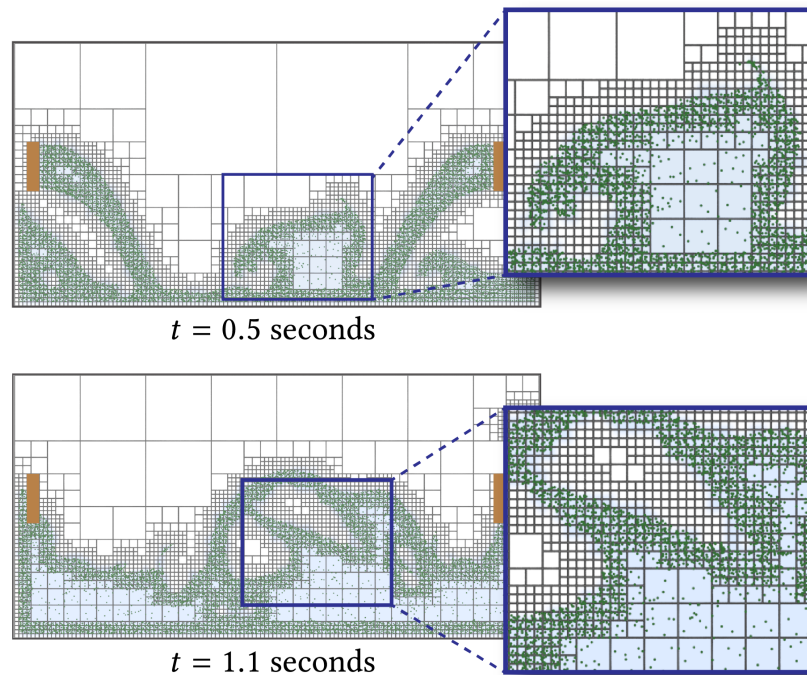 t = 0.5 seconds
t = 1.1 seconds